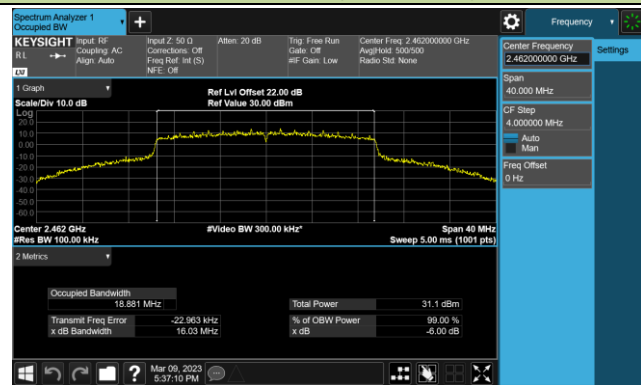 Spectrum Analyzer 1
Occupied BW
Frequency
KEYSIGHT
R L
LXI
Input: RF
Coupling: AC
Align: Auto
Input Z: 50 Ω
Corrections: Off
Freq Ref: Int (S)
NFE: Off
Atten: 20 dB
Trig: Free Run
Gate: Off
#IF Gain: Low
Center Freq: 2.462000000 GHz
Avg|Hold: 500/500
Radio Std: None
Center Frequency
2.462000000 GHz
Settings
Span
40.000 MHz
CF Step
4.000000 MHz
Auto
Man
Freq Offset
0 Hz
1 Graph
Scale/Div 10.0 dB
Ref Lvl Offset 22.00 dB
Ref Value 30.00 dBm
Log
20.0
10.0
0.00
-10.0
-20.0
-30.0
-40.0
-50.0
-60.0
Center 2.462 GHz
#Res BW 100.00 kHz
#Video BW 300.00 kHz*
Span 40 MHz
Sweep 5.00 ms (1001 pts)
2 Metrics
Occupied Bandwidth
18.881 MHz
Total Power 31.1 dBm
Transmit Freq Error -22.963 kHz
% of OBW Power 99.00 %
x dB Bandwidth 16.03 MHz
x dB -6.00 dB
Mar 09, 2023
5:37:10 PM